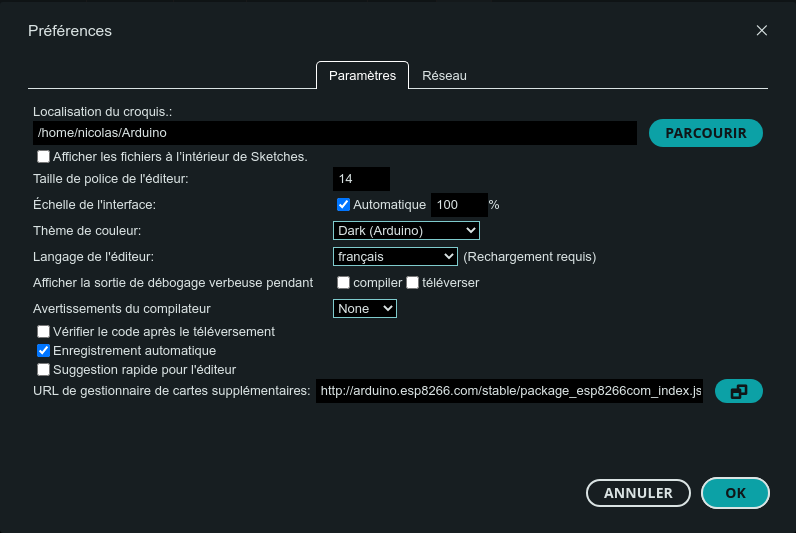 Préférences
Paramètres Réseau
Localisation du croquis.:
/home/nicolas/Arduino PARCOURIR
Afficher les fichiers à l'intérieur de Sketches.
Taille de police de l'éditeur: 14
Échelle de l'interface: Automatique 100 %
Thème de couleur: Dark (Arduino)
Langage de l'éditeur: français (Rechargement requis)
Afficher la sortie de débogage verbeuse pendant compiler téléverser
Avertissements du compilateur None
Vérifier le code après le téléversement
Enregistrement automatique
Suggestion rapide pour l'éditeur
URL de gestionnaire de cartes supplémentaires: http://arduino.esp8266.com/stable/package_esp8266com_index.js
ANNULER OK